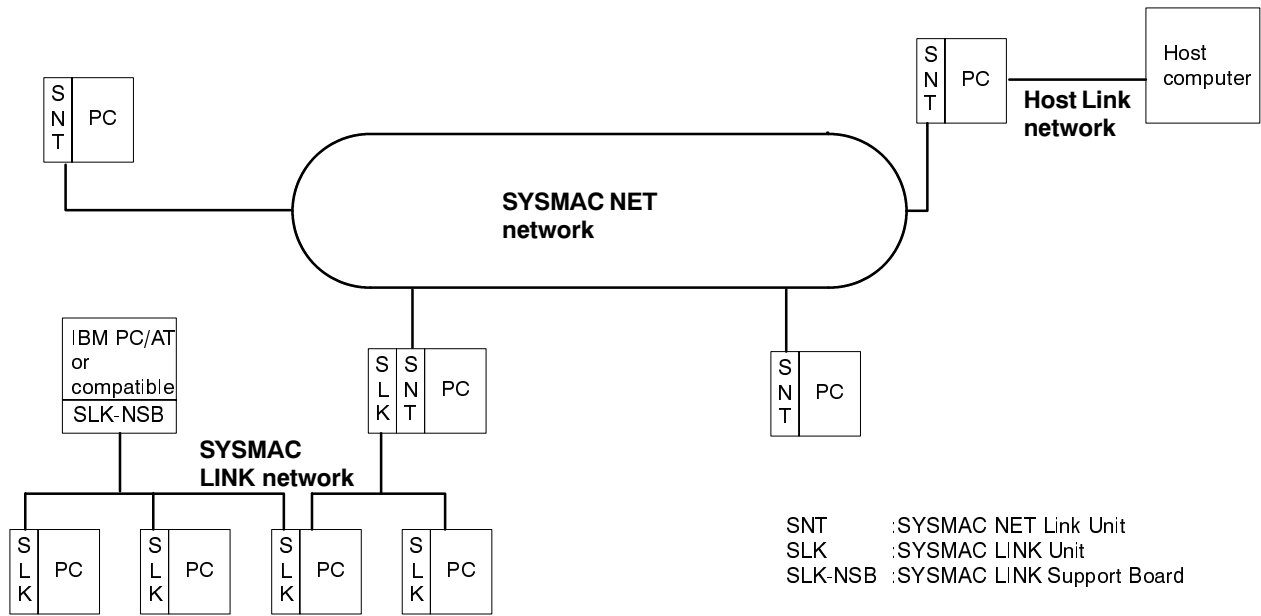 S
N
T
PC
S
N
T
PC
Host Link
network
Host
computer
SYSMAC NET
network
IBM PC/AT
or
compatible
SLK-NSB
S
L
K
S
N
T
PC
S
N
T
PC
SYSMAC
LINK network
S
L
K
PC
S
L
K
PC
S
L
K
PC
S
L
K
PC
SNT :SYSMAC NET Link Unit
SLK :SYSMAC LINK Unit
SLK-NSB :SYSMAC LINK Support Board